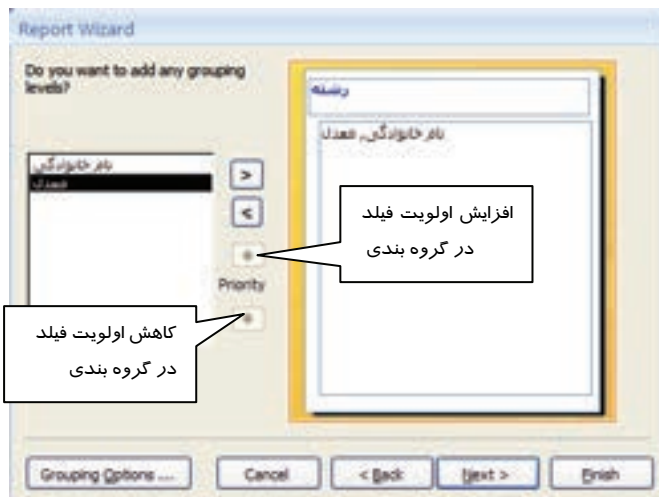 Report Wizard
Do you want to add any grouping
levels?
رشته
نام خانوادگی, معدل
نام خانوادگی
معدل
>
<
افزایش اولویت فیلد
در گروه بندی
Priority
کاهش اولویت فیلد
در گروه بندی
Grouping Options ....
Cancel
< Back
Next >
Finish